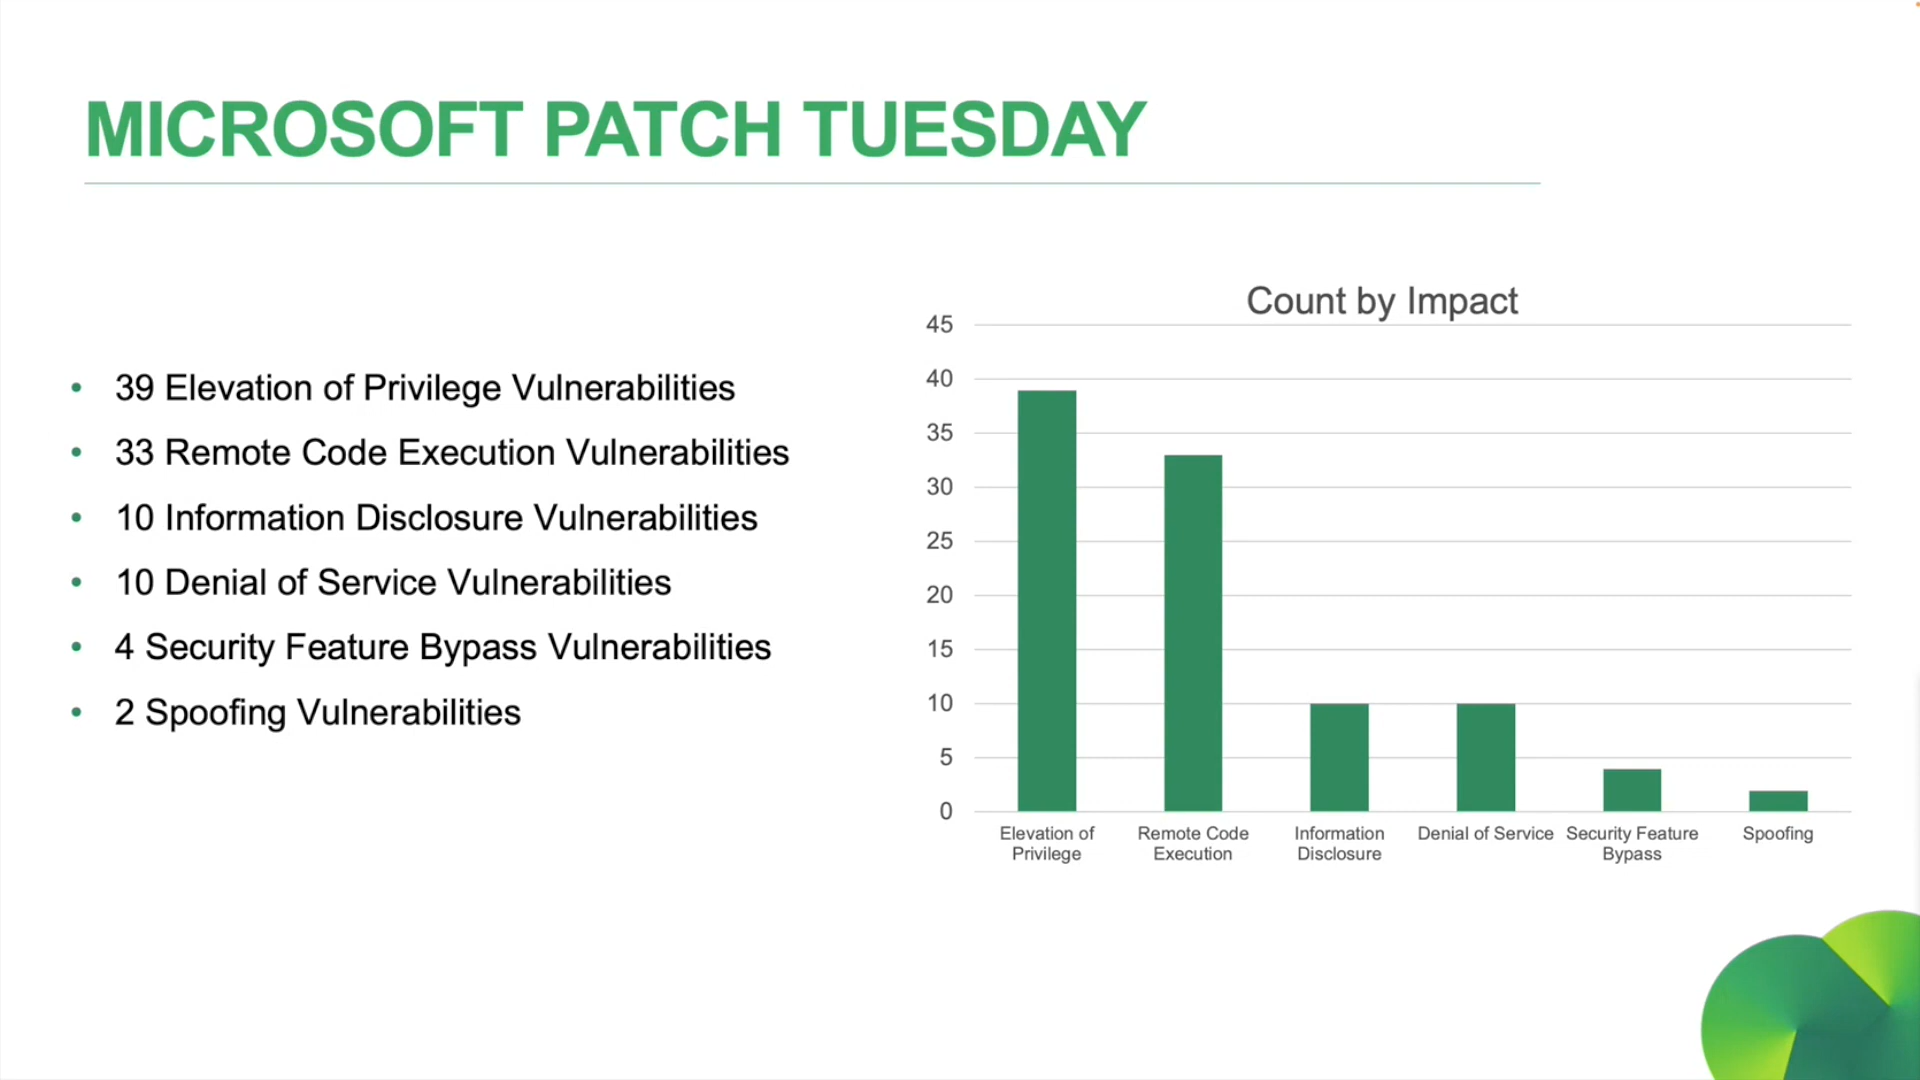 MICROSOFT PATCH TUESDAY
• 39 Elevation of Privilege Vulnerabilities
• 33 Remote Code Execution Vulnerabilities
• 10 Information Disclosure Vulnerabilities
• 10 Denial of Service Vulnerabilities
• 4 Security Feature Bypass Vulnerabilities
• 2 Spoofing Vulnerabilities
Count by Impact
45
40
35
30
25
20
15
10
5
0
Elevation of
Privilege
Remote Code
Execution
Information
Disclosure
Denial of Service
Security Feature
Bypass
Spoofing